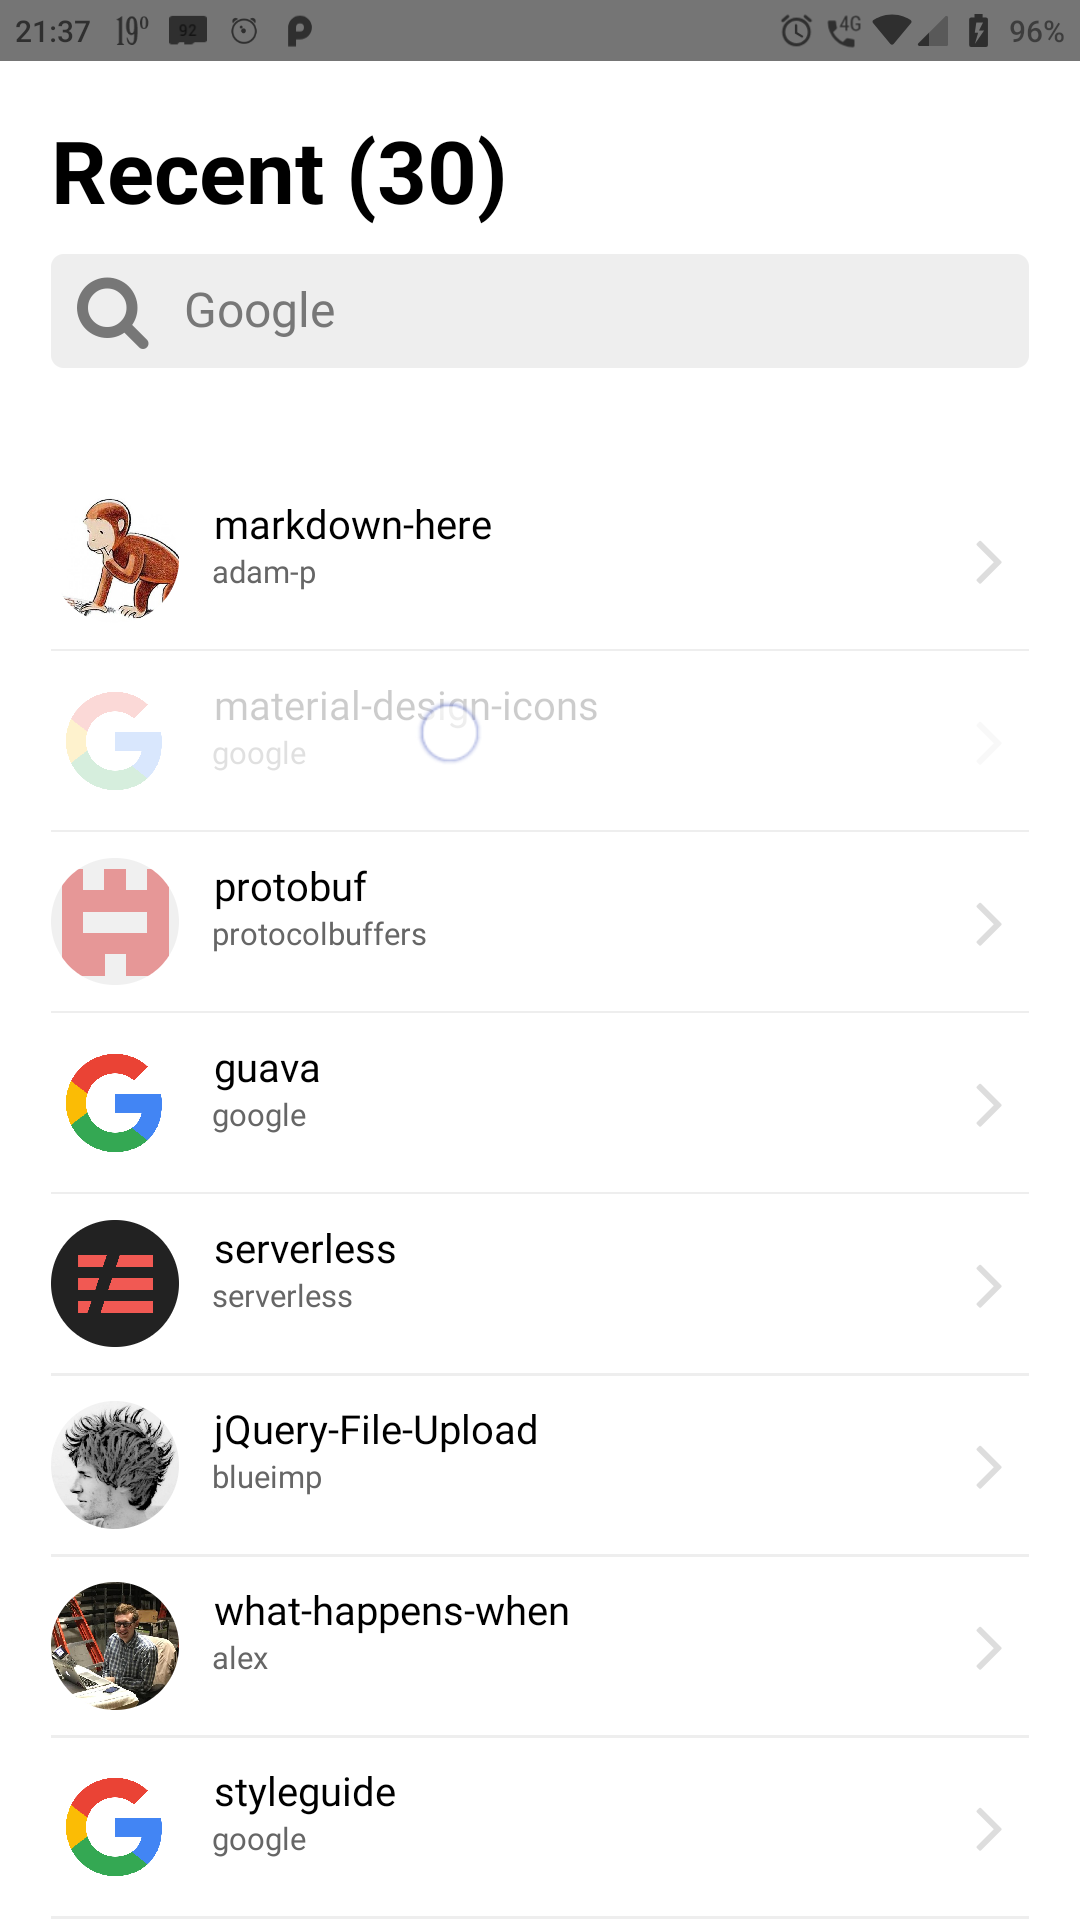 21:37 19° 92 4G 96%
Recent (30)
Google
markdown-here
adam-p
material-design-icons
google
protobuf
protocolbuffers
guava
google
serverless
serverless
jQuery-File-Upload
blueimp
what-happens-when
alex
styleguide
google